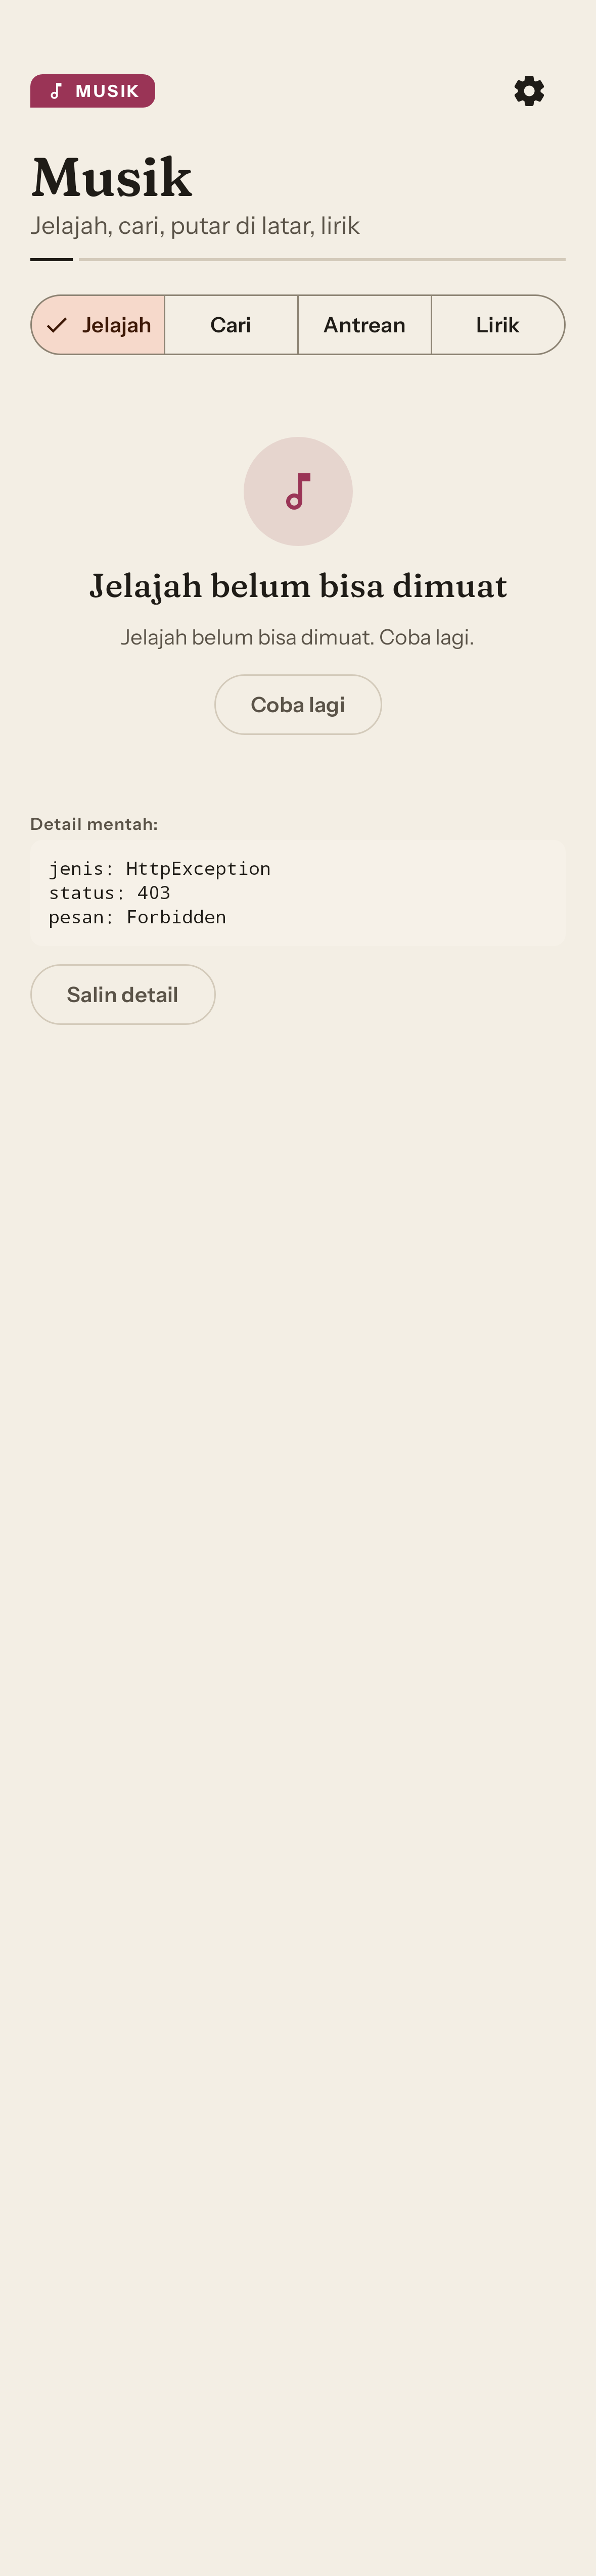 MUSIK
Musik
Jelajah, cari, putar di latar, lirik
Jelajah
Cari
Antrean
Lirik
Jelajah belum bisa dimuat
Jelajah belum bisa dimuat. Coba lagi.
Coba lagi
Detail mentah:
jenis: HttpException
status: 403
pesan: Forbidden
Salin detail